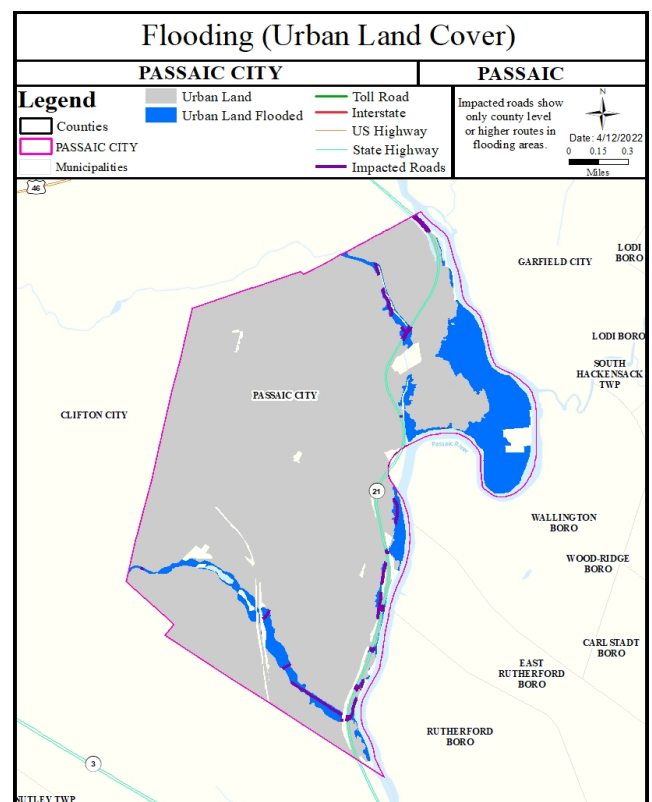 Flooding (Urban Land Cover)
PASSAIC CITY
PASSAIC
Legend
Counties
PASSAIC CITY
Municipalities
Urban Land
Urban Land Flooded
Toll Road
Interstate
US Highway
State Highway
Impacted Roads
Impacted roads show
only county level
or higher routes in
flooding areas.
N
Date: 4/12/2022
0 0.15 0.3
Miles
46
GARFIELD CITY
LODI
BORO
LODI BORO
SOUTH
HACKENSACK
TWP
PASSAIC CITY
CLIFTON CITY
Passaic River
21
WALLINGTON
BORO
WOOD-RIDGE
BORO
CARLSTADT
BORO
EAST
RUTHERFORD
BORO
RUTHERFORD
BORO
3
NUTLEY TWP